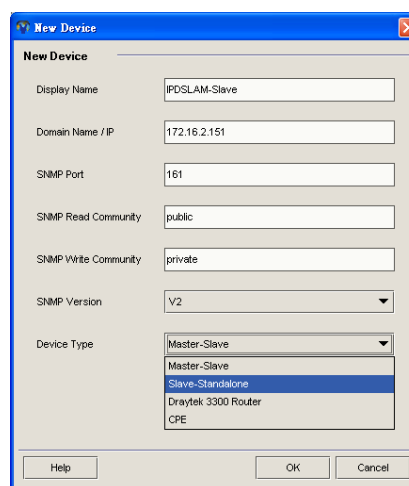 New Device
New Device
Display Name IPDSLAM-Slave
Domain Name / IP 172.16.2.151
SNMP Port 161
SNMP Read Community public
SNMP Write Community private
SNMP Version V2
Device Type Master-Slave
Master-Slave
Slave-Standalone
Draytek 3300 Router
CPE
Help OK Cancel